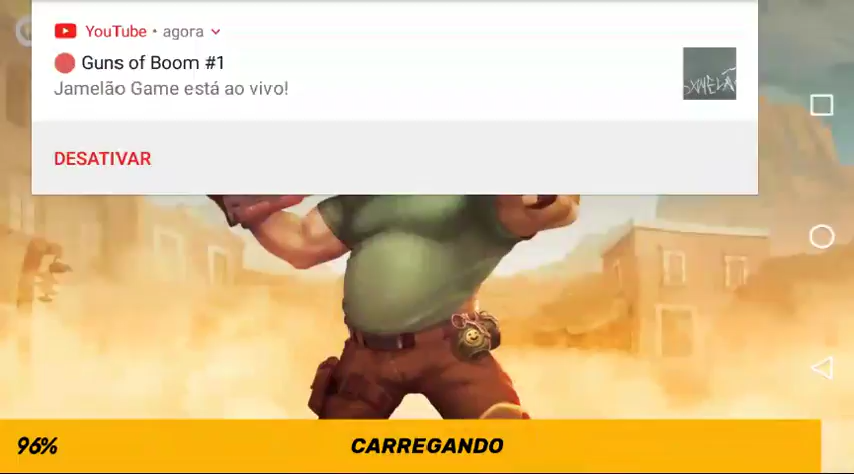 YouTube • agora
Guns of Boom #1
Jamelão Game está ao vivo!
DESATIVAR
96%
CARREGANDO